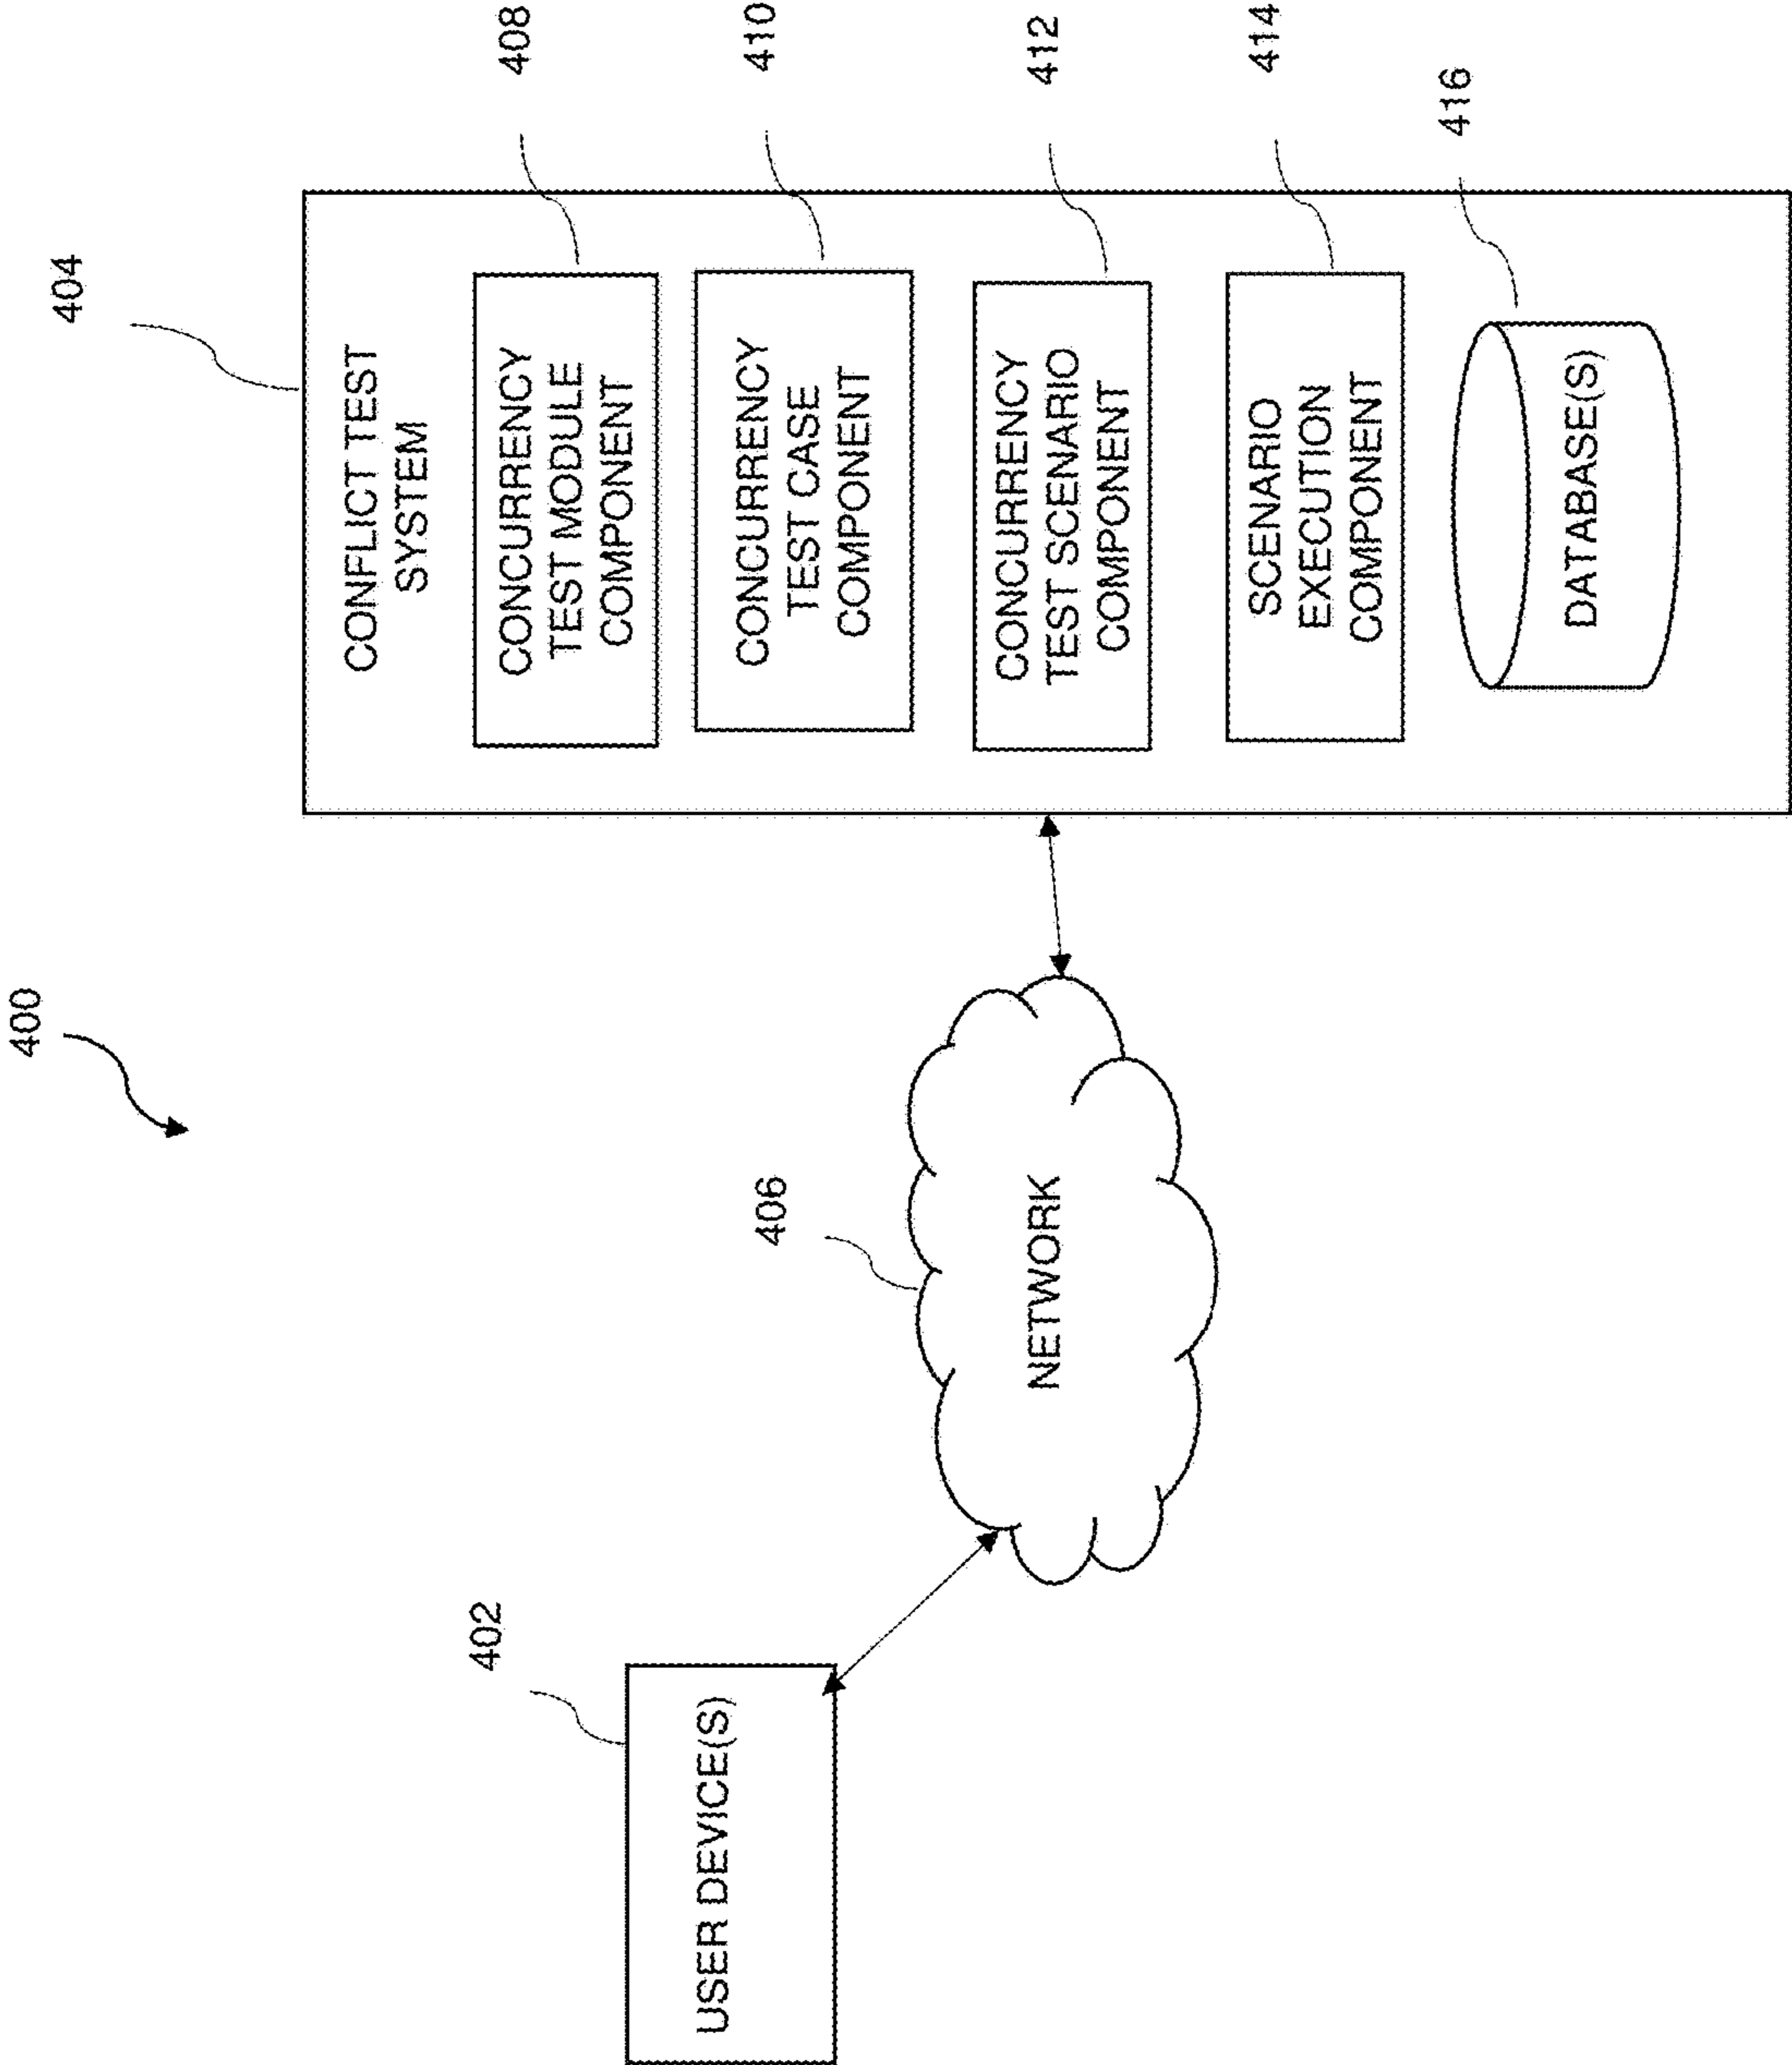 400
402
USER DEVICE(S)
406
NETWORK
404
CONFLICT TEST
SYSTEM
CONCURRENCY
TEST MODULE
COMPONENT
408
CONCURRENCY
TEST CASE
COMPONENT
410
CONCURRENCY
TEST SCENARIO
COMPONENT
412
SCENARIO
EXECUTION
COMPONENT
414
DATABASE(S)
416